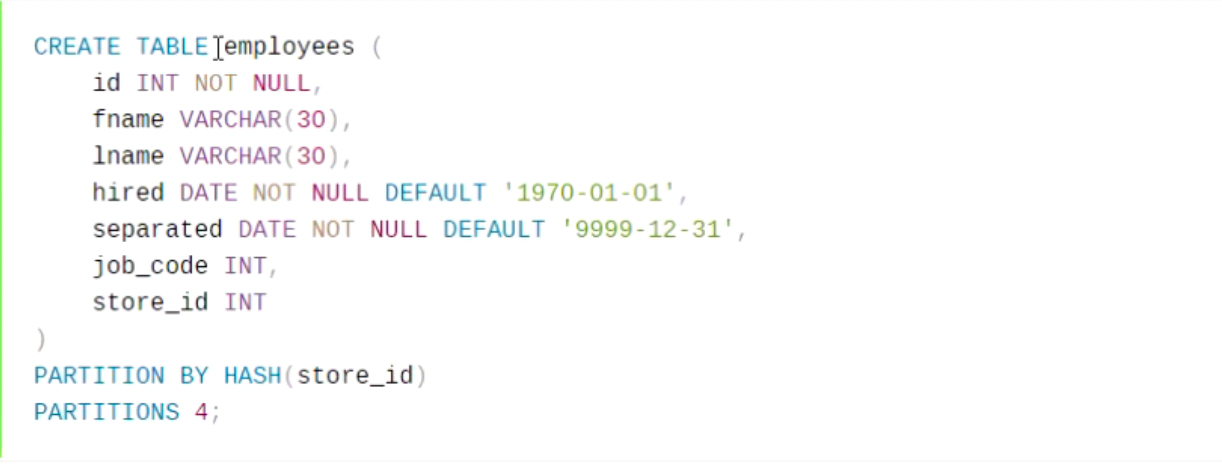 CREATE TABLE employees (
    id INT NOT NULL,
    fname VARCHAR(30),
    lname VARCHAR(30),
    hired DATE NOT NULL DEFAULT '1970-01-01',
    separated DATE NOT NULL DEFAULT '9999-12-31',
    job_code INT,
    store_id INT
)
PARTITION BY HASH(store_id)
PARTITIONS 4;